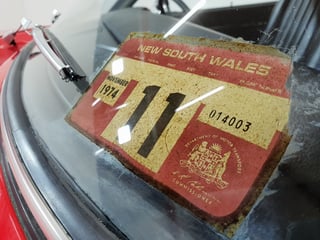 NEW SOUTH WALES
NOVEMBER
1974
11
014003
DEPARTMENT OF MOTOR TRANSPORT
COMMISSIONER